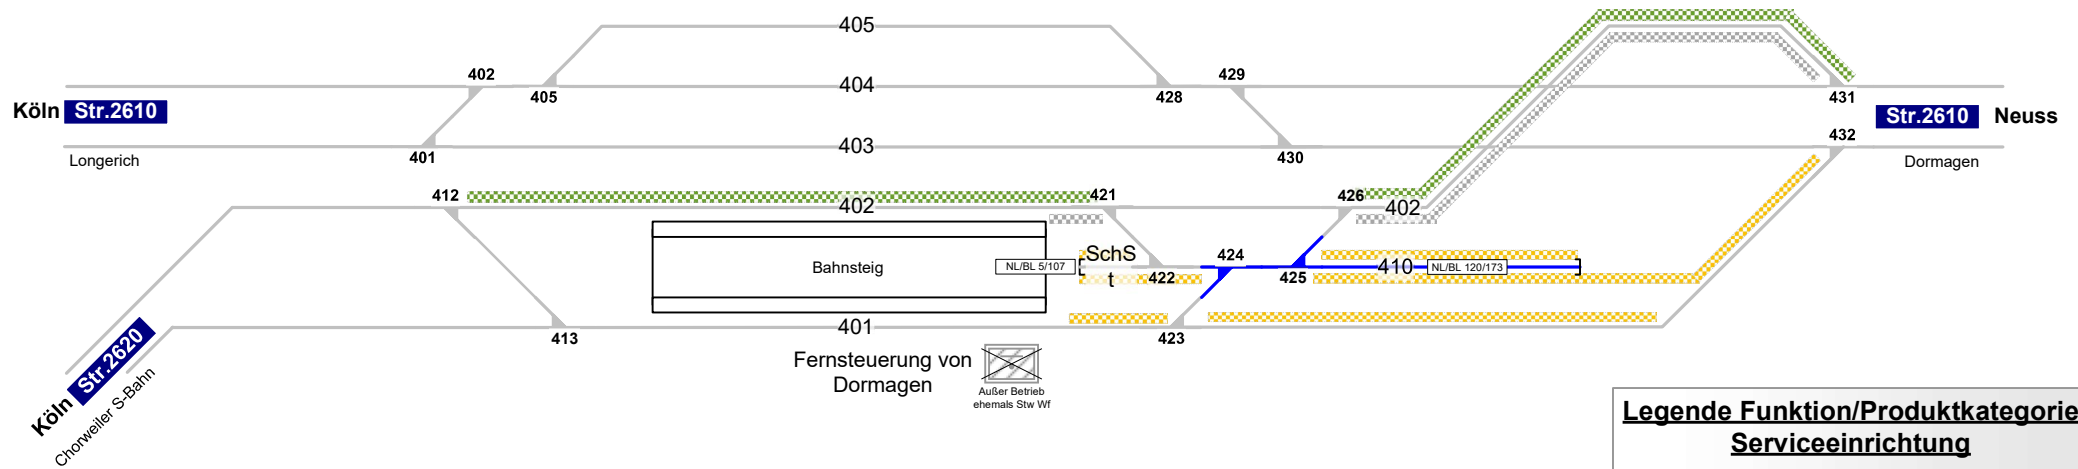 405
402
429
404
405
428
431
Köln Str.2610
Str.2610 Neuss
432
403
Longerich
401
430
Dormagen
412
421
426
402
402
SchS
t
424
Bahnsteig
NL/BL 5/107
410
NL/BL 120/173
422
425
401
413
423
Köln Str.2620
Chorweiler S-Bahn
Fernsteuerung von
Dormagen
Außer Betrieb
ehemals Stw Wf
Legende Funktion/Produktkategorie
Serviceeinrichtung